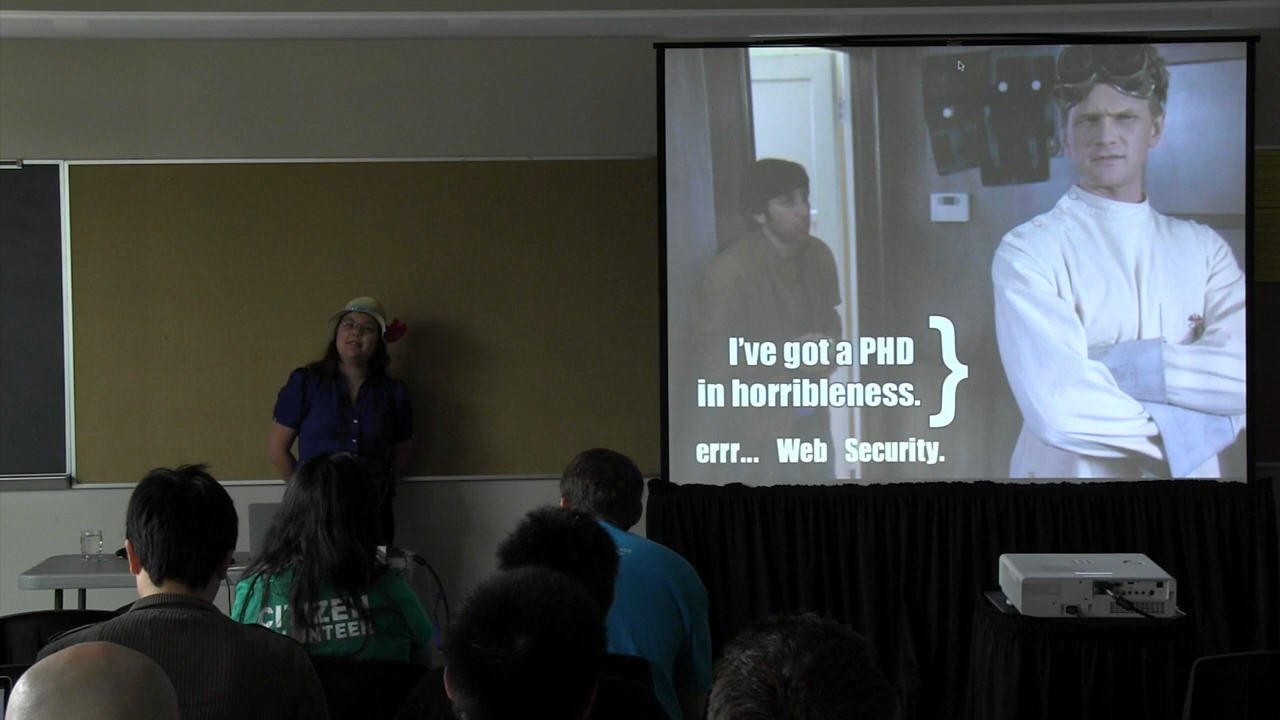 I've got a PHD
in horribleness. }
errr... Web Security.
CITIZEN